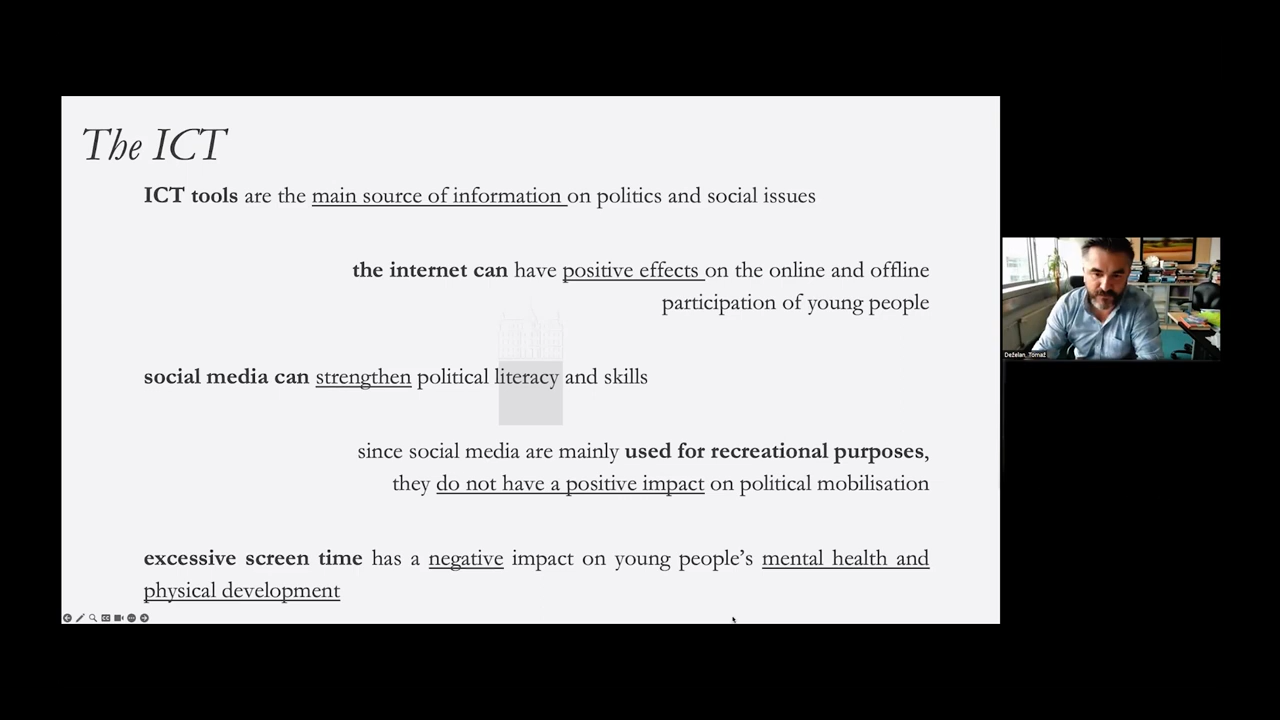 The ICT
ICT tools are the main source of information on politics and social issues
the internet can have positive effects on the online and offline
participation of young people
social media can strengthen political literacy and skills
since social media are mainly used for recreational purposes,
they do not have a positive impact on political mobilisation
excessive screen time has a negative impact on young people’s mental health and
physical development
Deželan_Tomaž